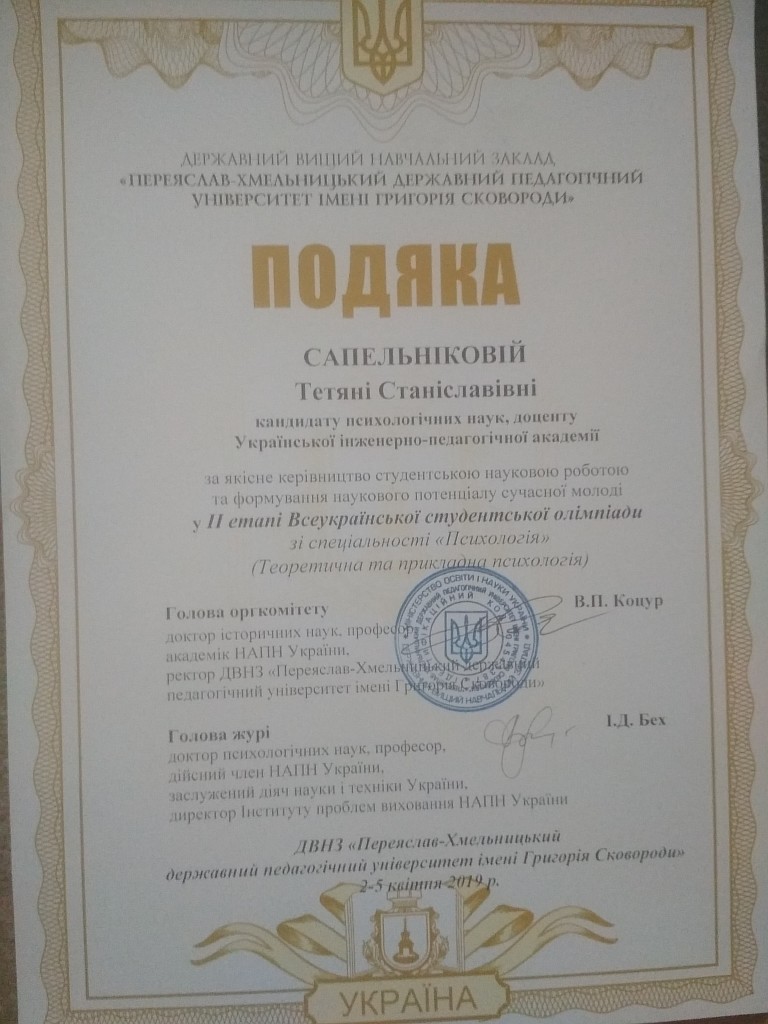 ДЕРЖАВНИЙ ВИЩИЙ НАВЧАЛЬНИЙ ЗАКЛАД
«ПЕРЕЯСЛАВ-ХМЕЛЬНИЦЬКИЙ ДЕРЖАВНИЙ ПЕДАГОГІЧНИЙ
УНІВЕРСИТЕТ ІМЕНІ ГРИГОРІЯ СКОВОРОДИ»
ПОДЯКА
САПЕЛЬНІКОВІЙ
Тетяні Станіславівні
кандидату психологічних наук, доценту
Української інженерно-педагогічної академії
за якісне керівництво студентською науковою роботою
та формування наукового потенціалу сучасної молоді
у ІІ етапі Всеукраїнської студентської олімпіади
зі спеціальності «Психологія»
(Теоретична та прикладна психологія)
Голова оргкомітету
В.П. Коцур
доктор історичних наук, професор,
академік НАПН України,
ректор ДВНЗ «Переяслав-Хмельницький державний
педагогічний університет імені Григорія Сковороди»
Голова журі
І.Д. Бех
доктор психологічних наук, професор,
дійсний член НАПН України,
заслужений діяч науки і техніки України,
директор Інституту проблем виховання НАПН України
ДВНЗ «Переяслав-Хмельницький
державний педагогічний університет імені Григорія Сковороди»
2-5 квітня 2019 р.
УКРАЇНА